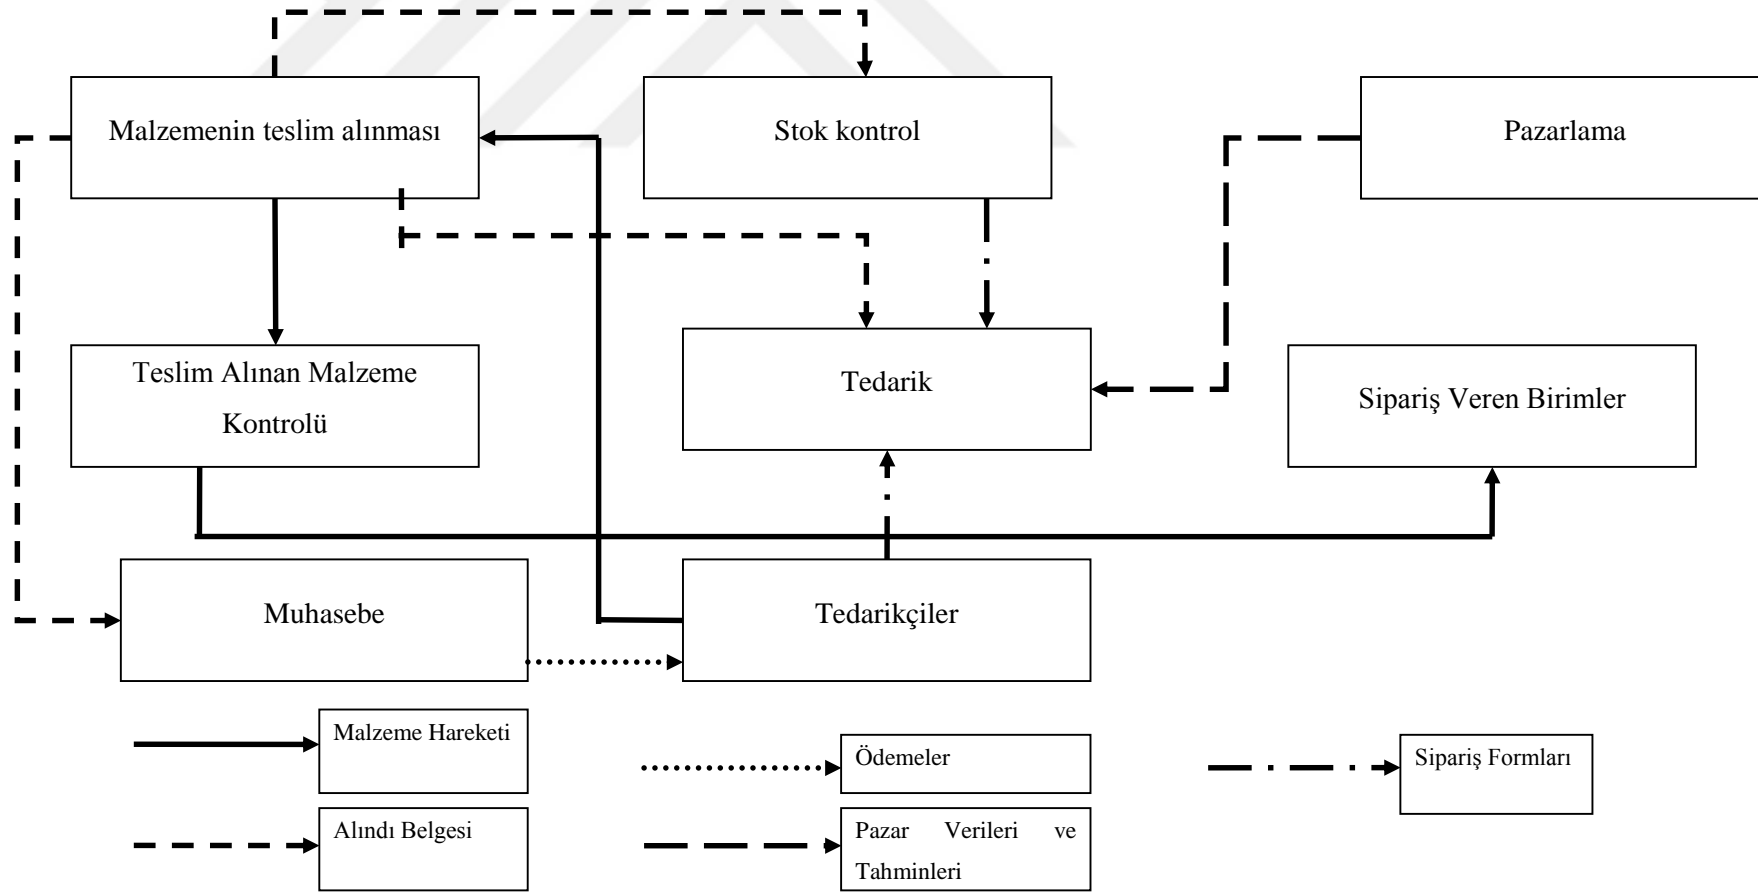 Malzemenin teslim alınması
Stok kontrol
Pazarlama
Teslim Alınan Malzeme
Kontrolü
Tedarik
Sipariş Veren Birimler
Muhasebe
Tedarikçiler
Malzeme Hareketi
Ödemeler
Sipariş Formları
Alındı Belgesi
Pazar Verileri ve
Tahminleri